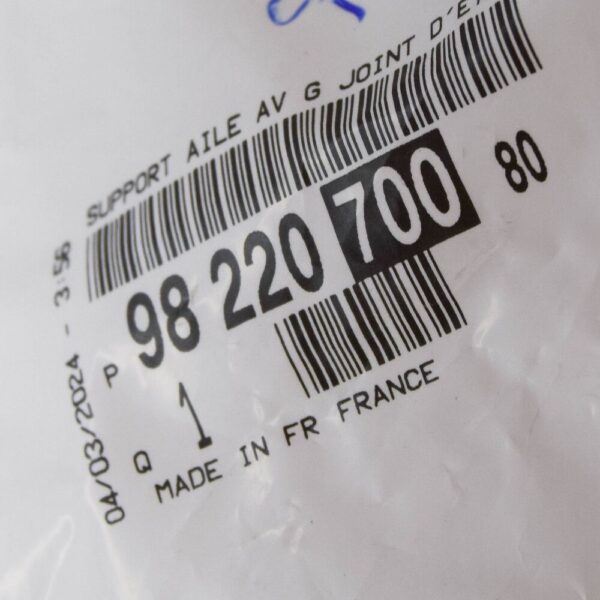 SUPPORT AILE AV G JOINT
P 98 220 700 80
Q 1
MADE IN FR FRANCE
04/03/2024 - 3:56